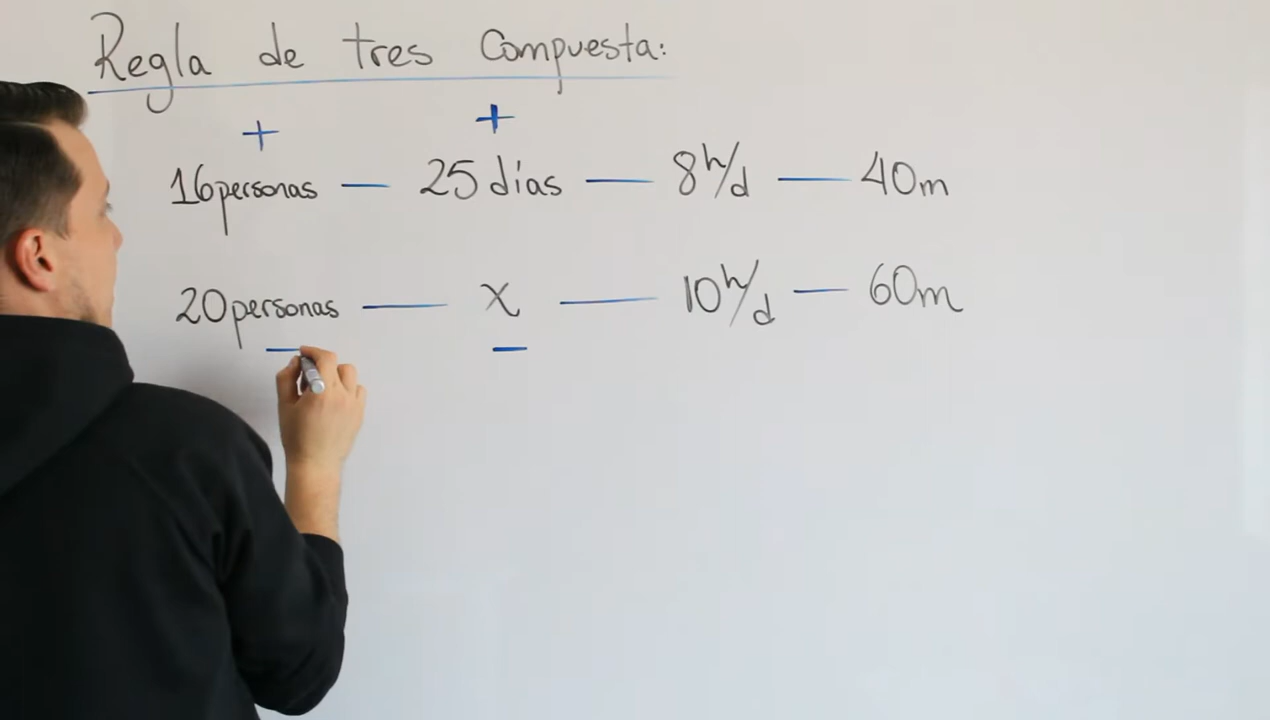 Regla de tres Compuesta:
+ +
16personas — 25 días — 8h/d — 40m
20personas — x — 10h/d — 60m
— —